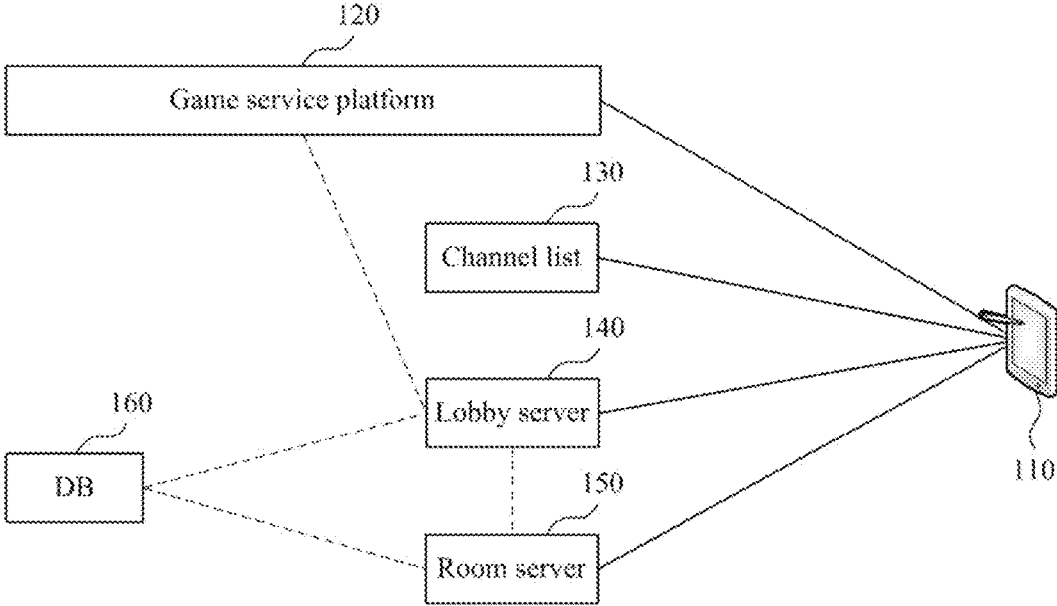 120
Game service platform
130
Channel list
140
Lobby server
160
DB
110
150
Room server